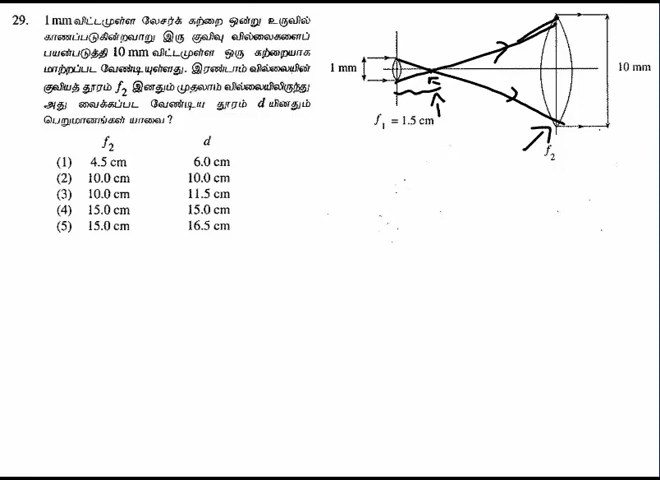 29. 1 mm விட்டமுள்ள லேசர்க் கற்றை ஒன்று உருவில்
காணப்படுகின்றவாறு இரு குவிவு வில்லைகளைப்
பயன்படுத்தி 10 mm விட்டமுள்ள ஒரு கற்றையாக
மாற்றப்பட வேண்டியுள்ளது. இரண்டாம் வில்லையின்
குவியத் தூரம் f₂ இனதும் முதலாம் வில்லையிலிருந்து
அது வைக்கப்பட வேண்டிய தூரம் d யினதும்
பெறுமானங்கள் யாவை ?
f₂ d
(1) 4.5 cm 6.0 cm
(2) 10.0 cm 10.0 cm
(3) 10.0 cm 11.5 cm
(4) 15.0 cm 15.0 cm
(5) 15.0 cm 16.5 cm
1 mm
10 mm
f₁ = 1.5 cm
f₂